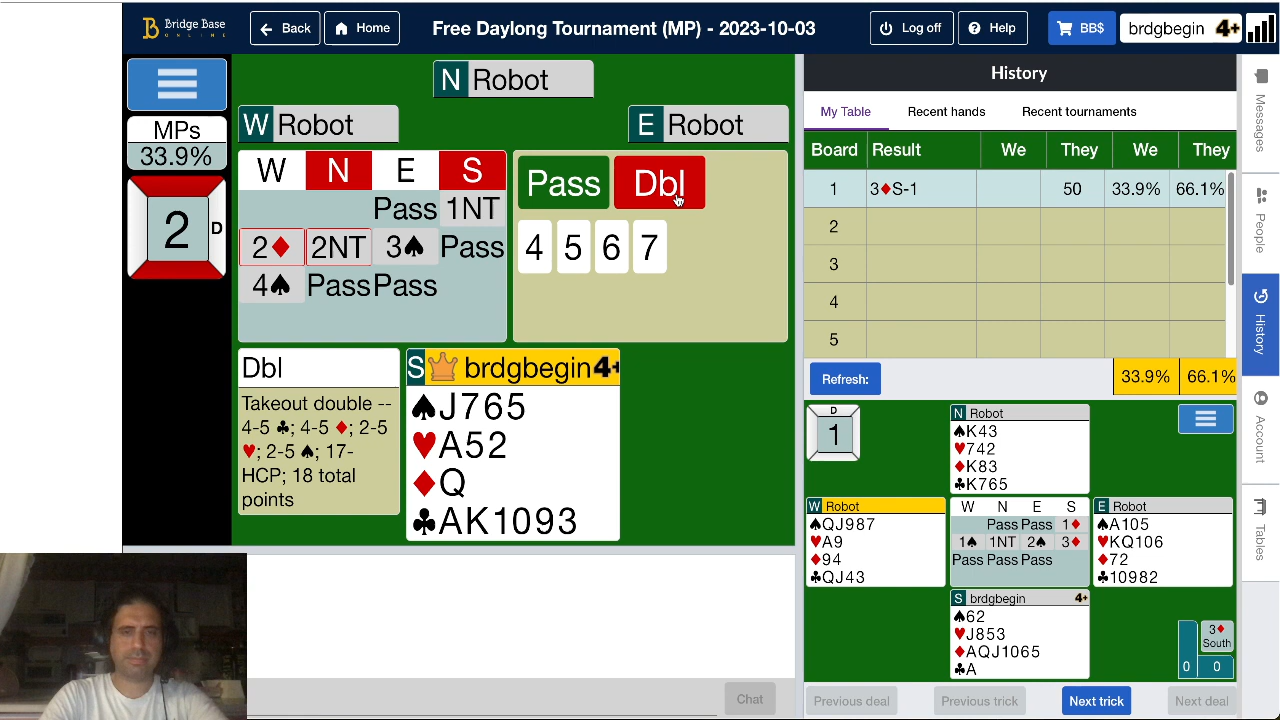 Bridge Base
ONLINE
Back
Home
Free Daylong Tournament (MP) - 2023-10-03
Log off
Help
BB$
brdgbegin 4+
MPs
33.9%
2 D
N Robot
W Robot
E Robot
W N E S
Pass 1NT
2♦ 2NT 3♠ Pass
4♠ Pass Pass
Pass Dbl
4 5 6 7
Dbl
Takeout double --
4-5 ♣; 4-5 ♦; 2-5
♥; 2-5 ♠; 17-
HCP; 18 total
points
S brdgbegin 4+
♠J765
♥A52
♦Q
♣AK1093
Chat
History
My Table Recent hands Recent tournaments
Board Result We They We They
1 3♦S-1 50 33.9% 66.1%
2
3
4
5
Refresh: 33.9% 66.1%
D
1
N Robot
♠K43
♥742
♦K83
♣K765
W Robot
♠QJ987
♥A9
♦94
♣QJ43
W N E S
Pass Pass 1♦
1♠ 1NT 2♠ 3♦
Pass Pass Pass
E Robot
♠A105
♥KQ106
♦72
♣10982
S brdgbegin 4+
♠62
♥J853
♦AQJ1065
♣A
3♦
South
0 0
Previous deal
Previous trick
Next trick
Next deal
Messages
People
History
Account
Tables